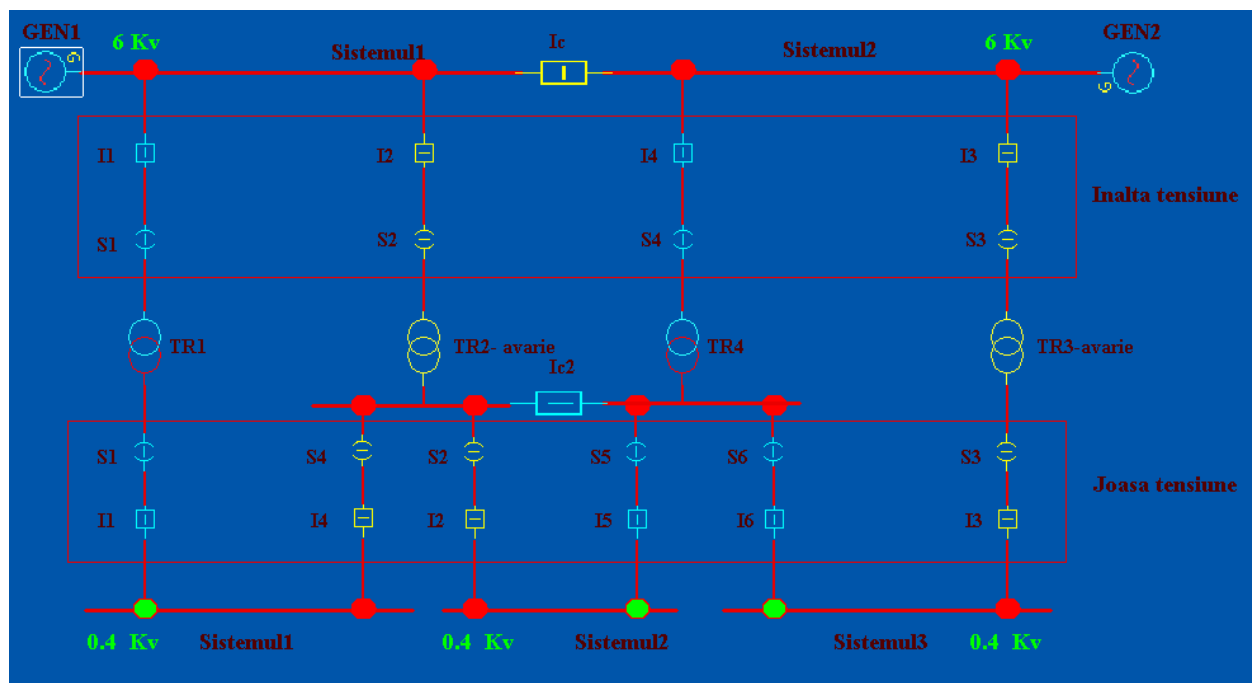 GEN1
6 Kv
Sistemul1
Ic
Sistemul2
6 Kv
GEN2
G
G
I1
I2
I4
I3
Inalta tensiune
S1
S2
S4
S3
TR1
TR2- avarie
TR4
TR3-avarie
Ic2
S1
S4
S2
S5
S6
S3
Joasa tensiune
I1
I4
I2
I5
I6
I3
0.4 Kv
Sistemul1
0.4 Kv
Sistemul2
Sistemul3
0.4 Kv